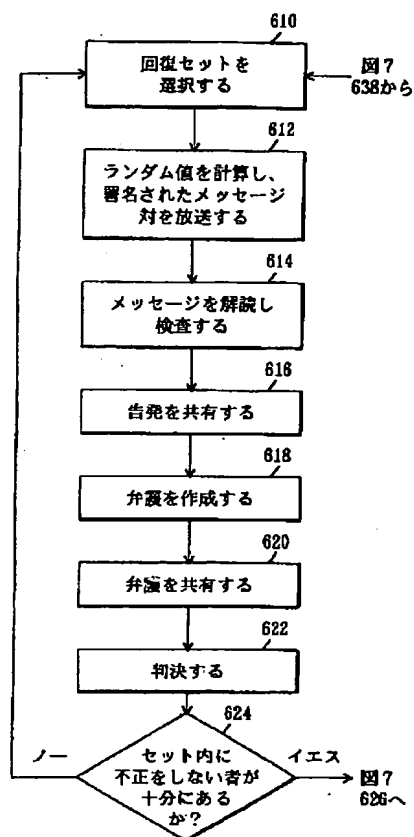 610
回復セットを
選択する
図7
638から
612
ランダム値を計算し、
署名されたメッセージ
対を放送する
614
メッセージを解読し
検査する
616
告発を共有する
618
弁護を作成する
620
弁護を共有する
622
判決する
624
ノー
セット内に
不正をしない者が
十分にある
か?
イエス
図7
626へ